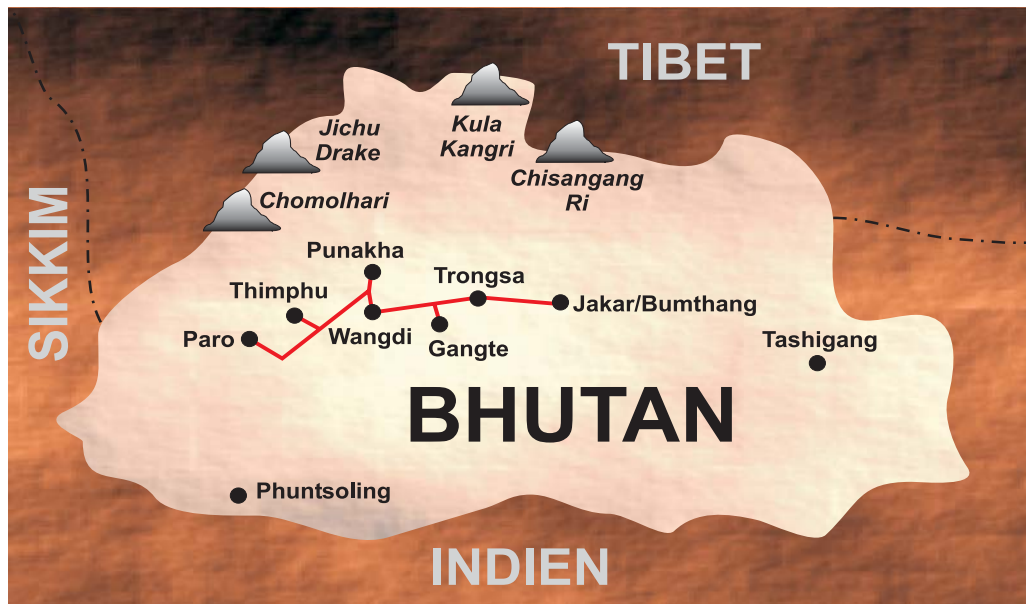 TIBET
Jichu
Drake
Kula
Kangri
Chisangang
Ri
Chomolhari
SIKKIM
Punakha
Trongsa
Thimphu
Jakar/Bumthang
Paro
Wangdi
Gangte
Tashigang
BHUTAN
Phuntsoling
INDIEN